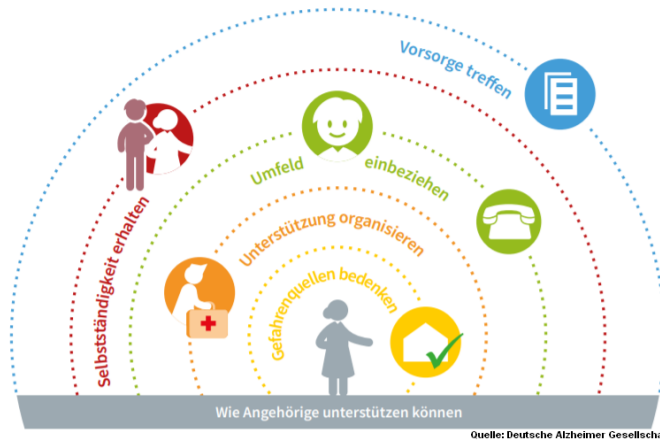 Vorsorge treffen
Selbstständigkeit erhalten
Umfeld einbeziehen
Unterstützung organisieren
Gefahrenquellen bedenken
Wie Angehörige unterstützen können
Quelle: Deutsche Alzheimer Gesellscha